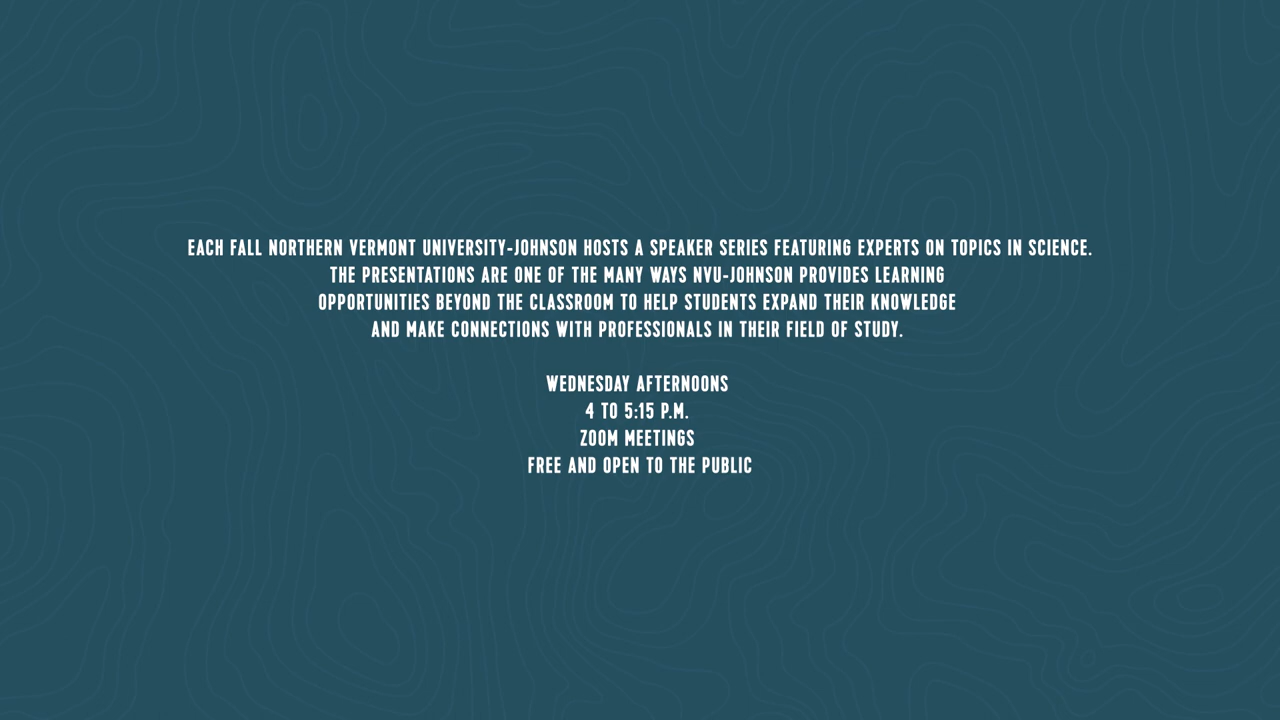 EACH FALL NORTHERN VERMONT UNIVERSITY-JOHNSON HOSTS A SPEAKER SERIES FEATURING EXPERTS ON TOPICS IN SCIENCE.
THE PRESENTATIONS ARE ONE OF THE MANY WAYS NVU-JOHNSON PROVIDES LEARNING
OPPORTUNITIES BEYOND THE CLASSROOM TO HELP STUDENTS EXPAND THEIR KNOWLEDGE
AND MAKE CONNECTIONS WITH PROFESSIONALS IN THEIR FIELD OF STUDY.
WEDNESDAY AFTERNOONS
4 TO 5:15 P.M.
ZOOM MEETINGS
FREE AND OPEN TO THE PUBLIC